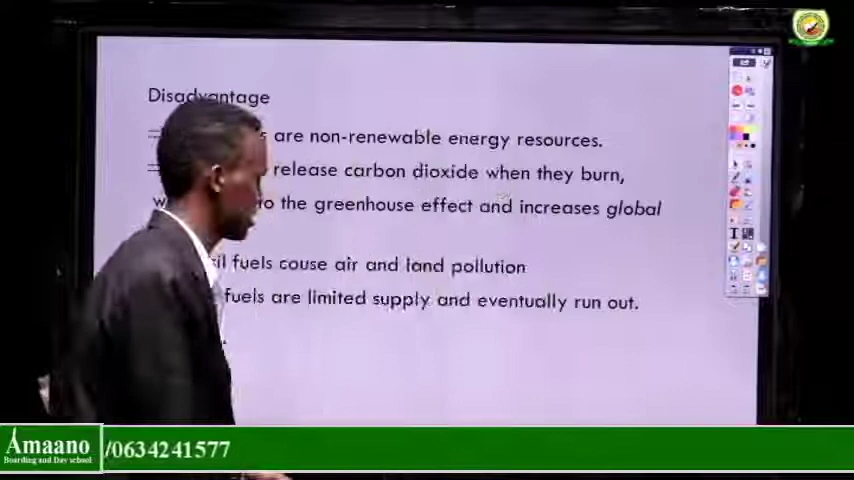 Disadvantage
are non-renewable energy resources.
release carbon dioxide when they burn,
to the greenhouse effect and increases global
fuels couse air and land pollution
fuels are limited supply and eventually run out.
T
Amaano
Boarding and Day school
/0634241577